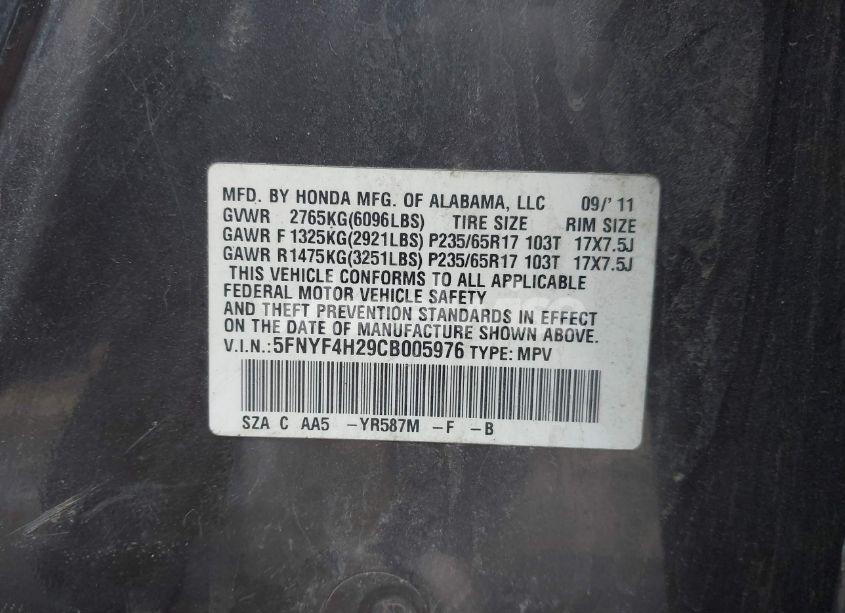 MFD. BY HONDA MFG. OF ALABAMA, LLC 09/' 11
GVWR 2765KG(6096LBS) TIRE SIZE RIM SIZE
GAWR F 1325KG(2921LBS) P235/65R17 103T 17X7.5J
GAWR R1475KG(3251LBS) P235/65R17 103T 17X7.5J
THIS VEHICLE CONFORMS TO ALL APPLICABLE
FEDERAL MOTOR VEHICLE SAFETY
AND THEFT PREVENTION STANDARDS IN EFFECT
ON THE DATE OF MANUFACTURE SHOWN ABOVE.
V.I.N.:5FNYF4H29CB005976 TYPE: MPV
SZA C AA5 -YR587M -F -B